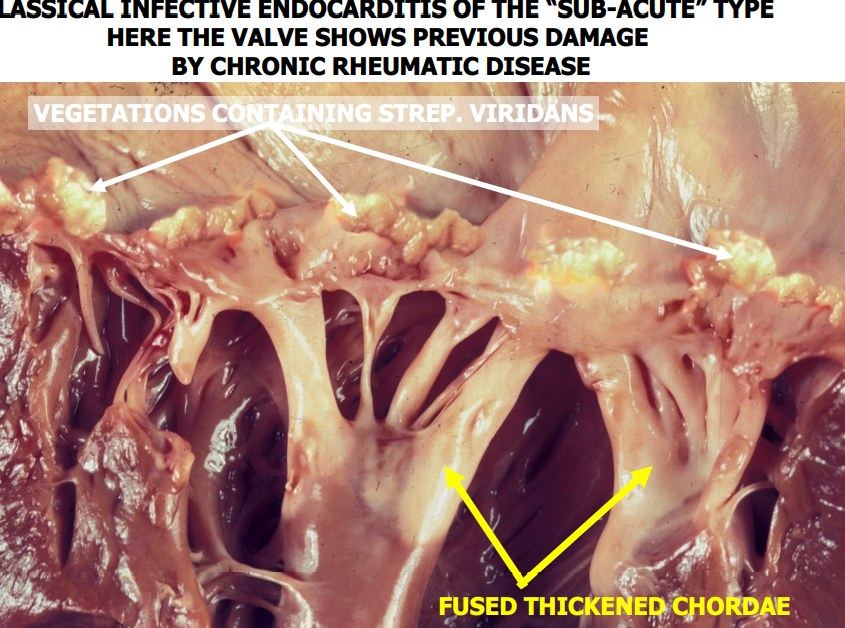 LASSICAL INFECTIVE ENDOCARDITIS OF THE “SUB-ACUTE” TYPE
HERE THE VALVE SHOWS PREVIOUS DAMAGE
BY CHRONIC RHEUMATIC DISEASE
VEGETATIONS CONTAINING STREP. VIRIDANS
FUSED THICKENED CHORDAE